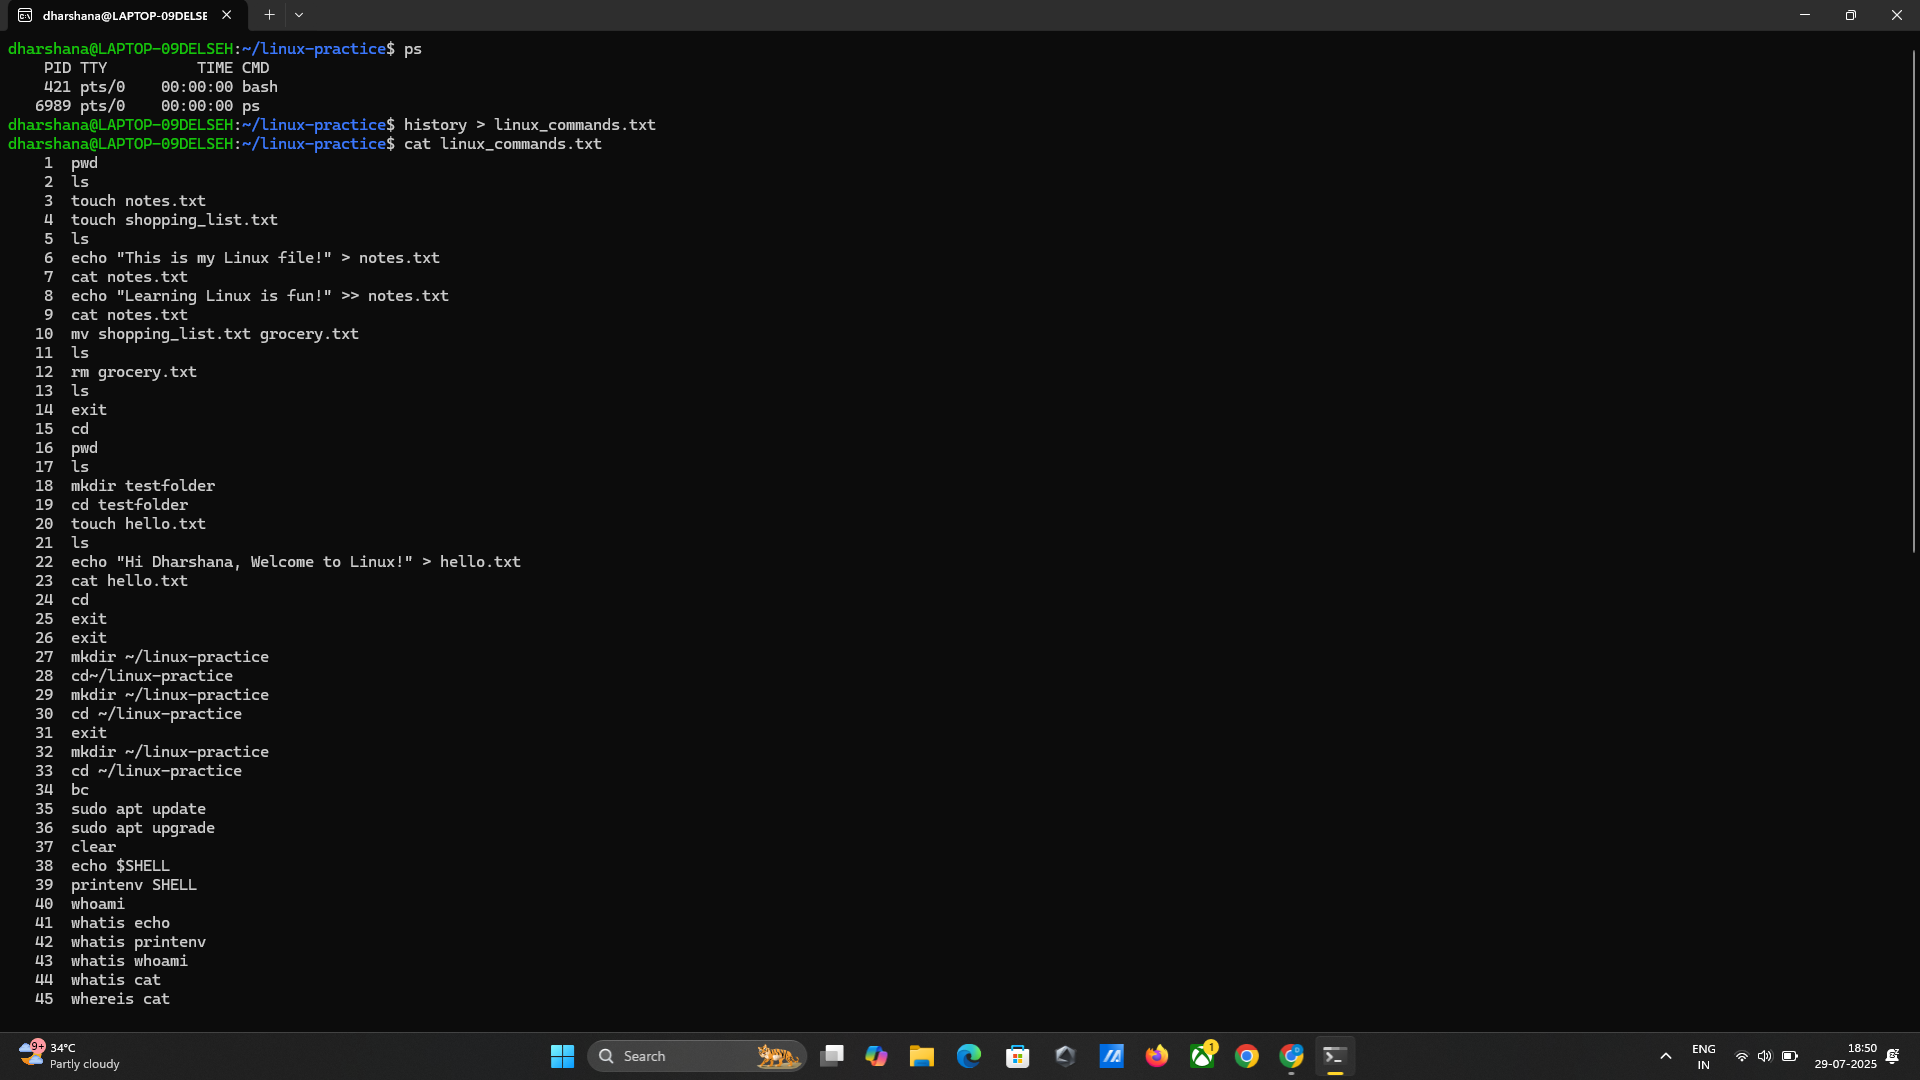 dharshana@LAPTOP-09DELSE
dharshana@LAPTOP-09DELSEH:~/linux-practice$ ps
PID TTY TIME CMD
421 pts/0 00:00:00 bash
6989 pts/0 00:00:00 ps
dharshana@LAPTOP-09DELSEH:~/linux-practice$ history > linux_commands.txt
dharshana@LAPTOP-09DELSEH:~/linux-practice$ cat linux_commands.txt
1 pwd
2 ls
3 touch notes.txt
4 touch shopping_list.txt
5 ls
6 echo "This is my Linux file!" > notes.txt
7 cat notes.txt
8 echo "Learning Linux is fun!" >> notes.txt
9 cat notes.txt
10 mv shopping_list.txt grocery.txt
11 ls
12 rm grocery.txt
13 ls
14 exit
15 cd
16 pwd
17 ls
18 mkdir testfolder
19 cd testfolder
20 touch hello.txt
21 ls
22 echo "Hi Dharshana, Welcome to Linux!" > hello.txt
23 cat hello.txt
24 cd
25 exit
26 exit
27 mkdir ~/linux-practice
28 cd~/linux-practice
29 mkdir ~/linux-practice
30 cd ~/linux-practice
31 exit
32 mkdir ~/linux-practice
33 cd ~/linux-practice
34 bc
35 sudo apt update
36 sudo apt upgrade
37 clear
38 echo $SHELL
39 printenv SHELL
40 whoami
41 whatis echo
42 whatis printenv
43 whatis whoami
44 whatis cat
45 whereis cat
9+
34°C
Partly cloudy
Search
1
ENG
IN
18:50
29-07-2025